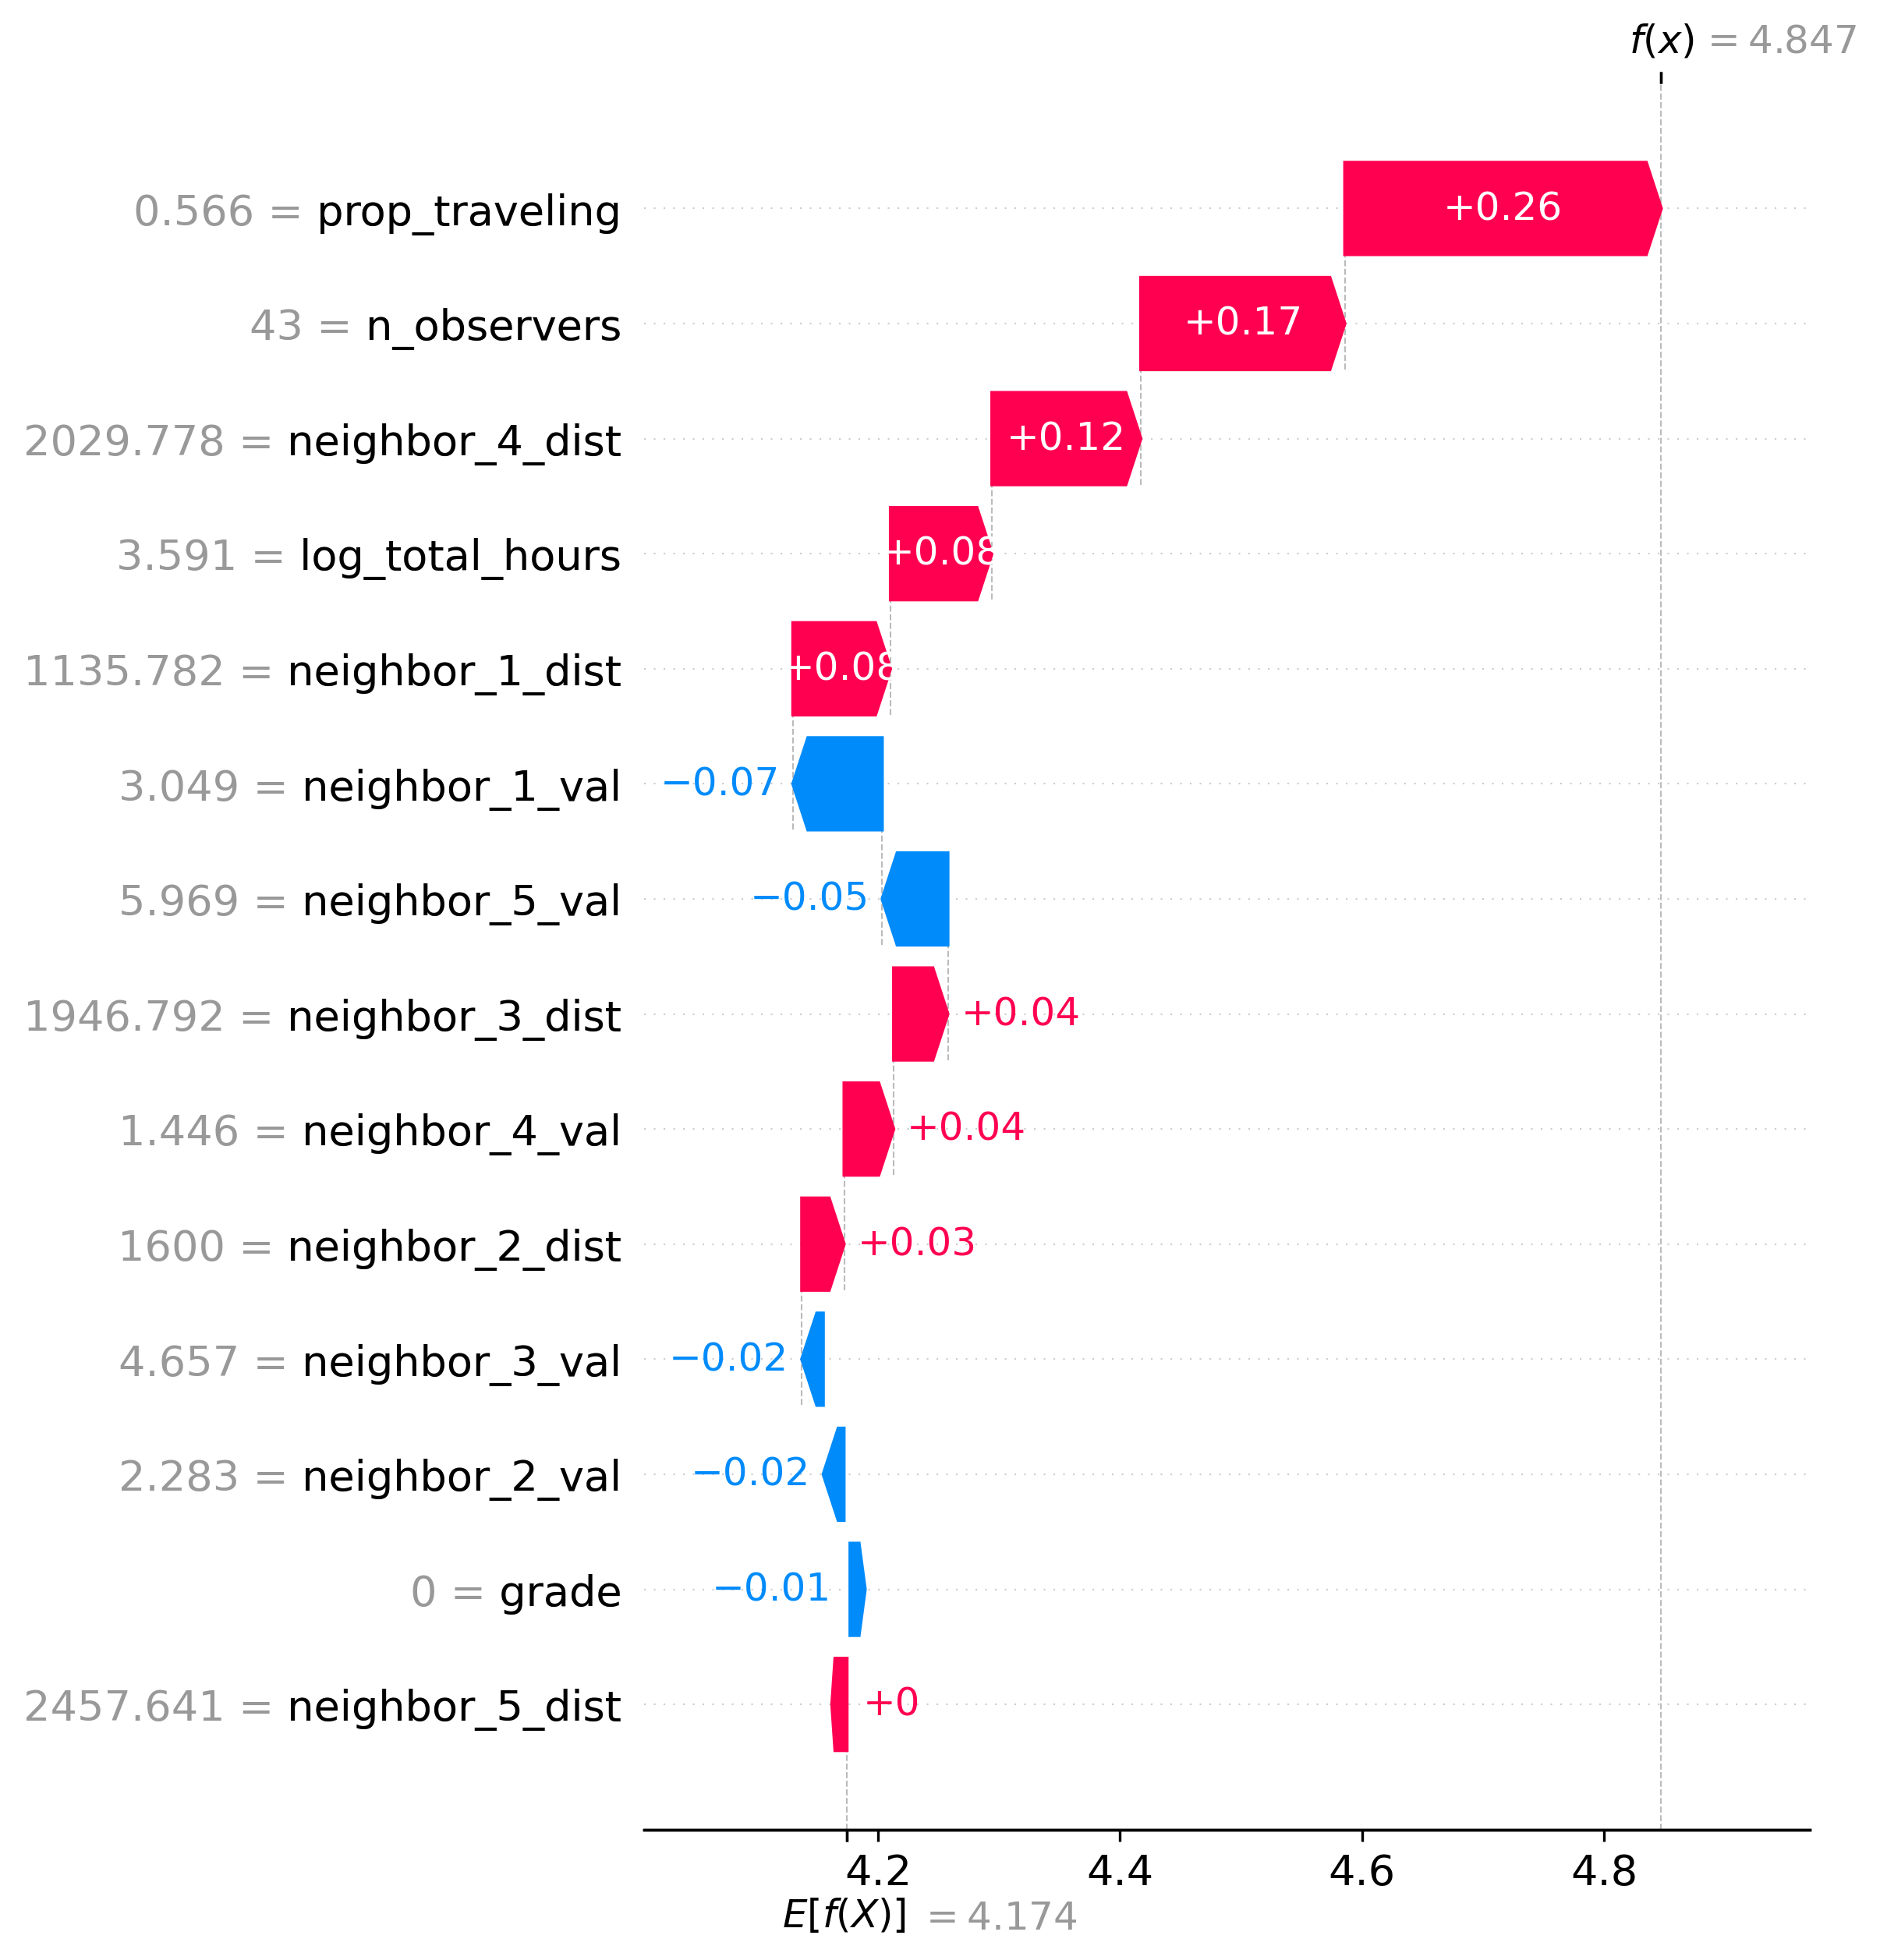 f(x) = 4.847
0.566 = prop_traveling +0.26
43 = n_observers +0.17
2029.778 = neighbor_4_dist +0.12
3.591 = log_total_hours +0.08
1135.782 = neighbor_1_dist +0.08
3.049 = neighbor_1_val −0.07
5.969 = neighbor_5_val −0.05
1946.792 = neighbor_3_dist +0.04
1.446 = neighbor_4_val +0.04
1600 = neighbor_2_dist +0.03
4.657 = neighbor_3_val −0.02
2.283 = neighbor_2_val −0.02
0 = grade −0.01
2457.641 = neighbor_5_dist +0
4.2 4.4 4.6 4.8
E[f(X)] = 4.174